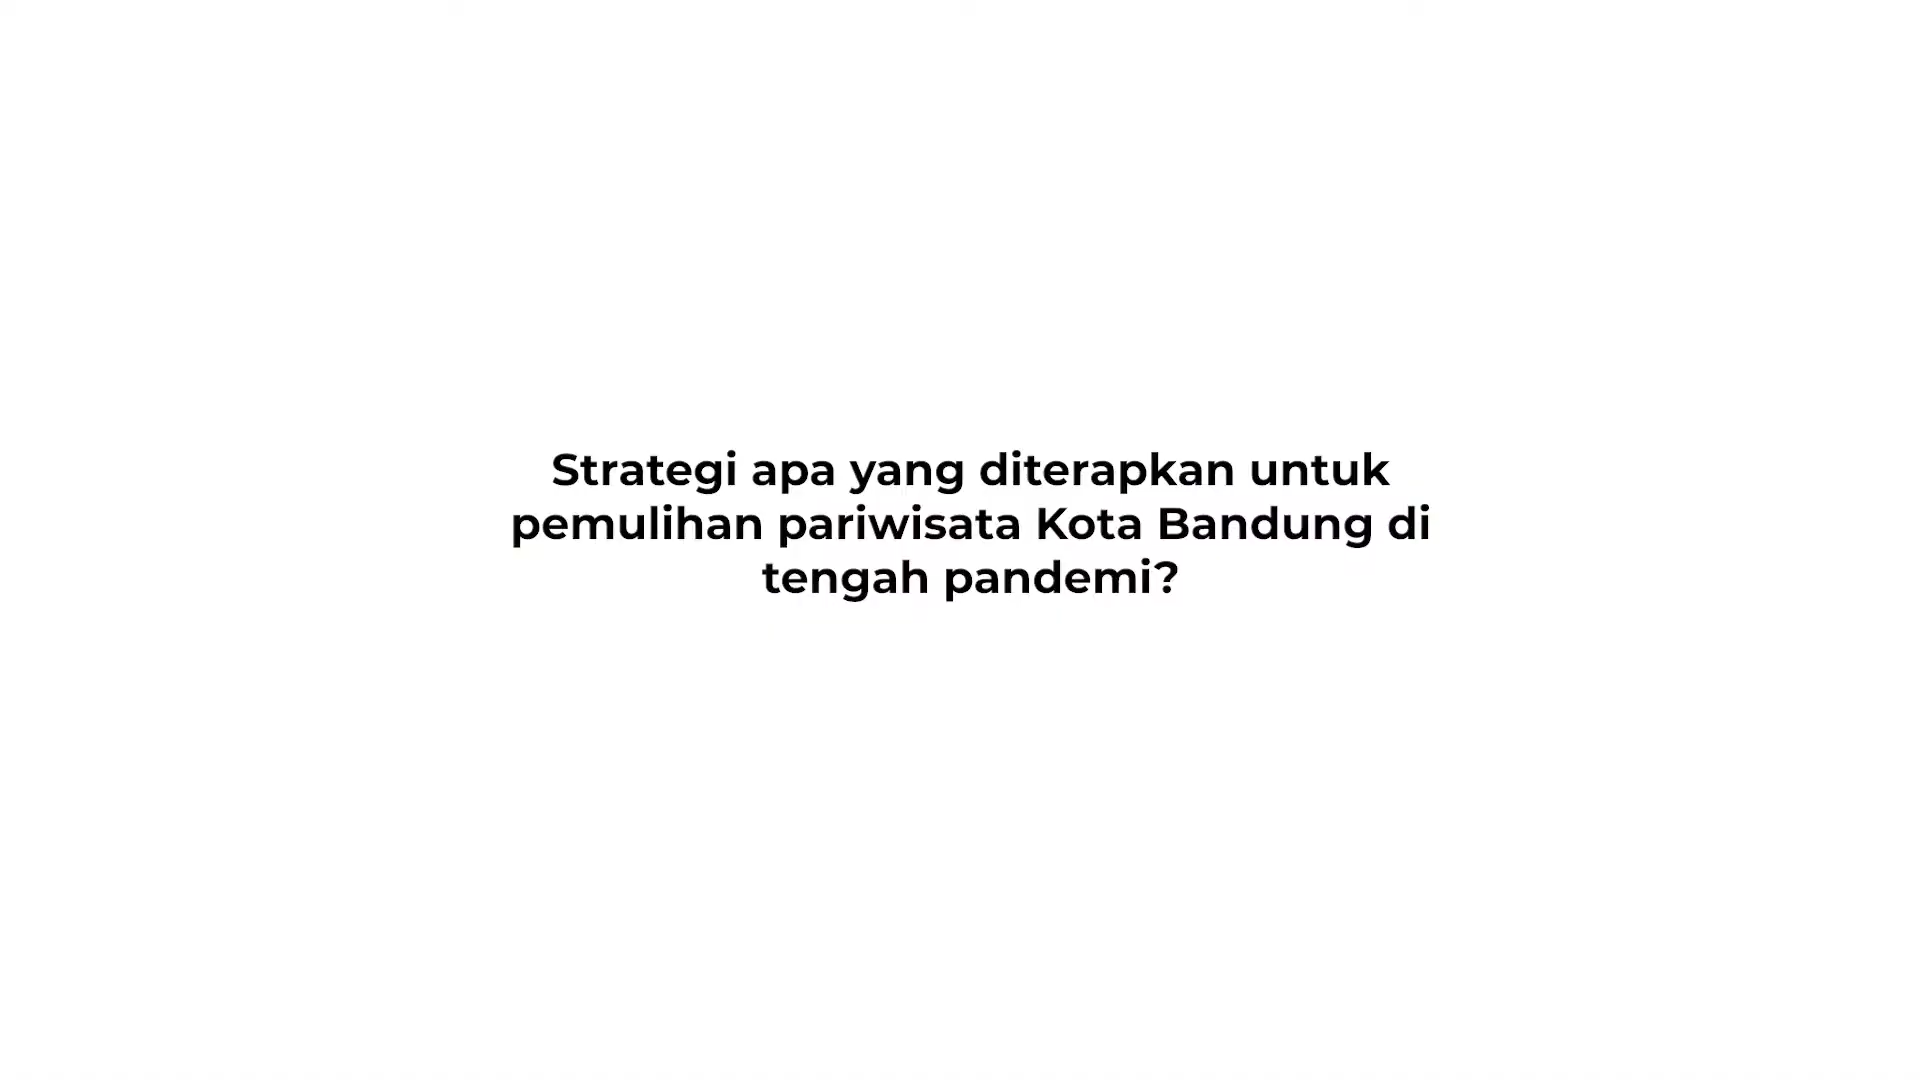 Strategi apa yang diterapkan untuk
pemulihan pariwisata Kota Bandung di
tengah pandemi?